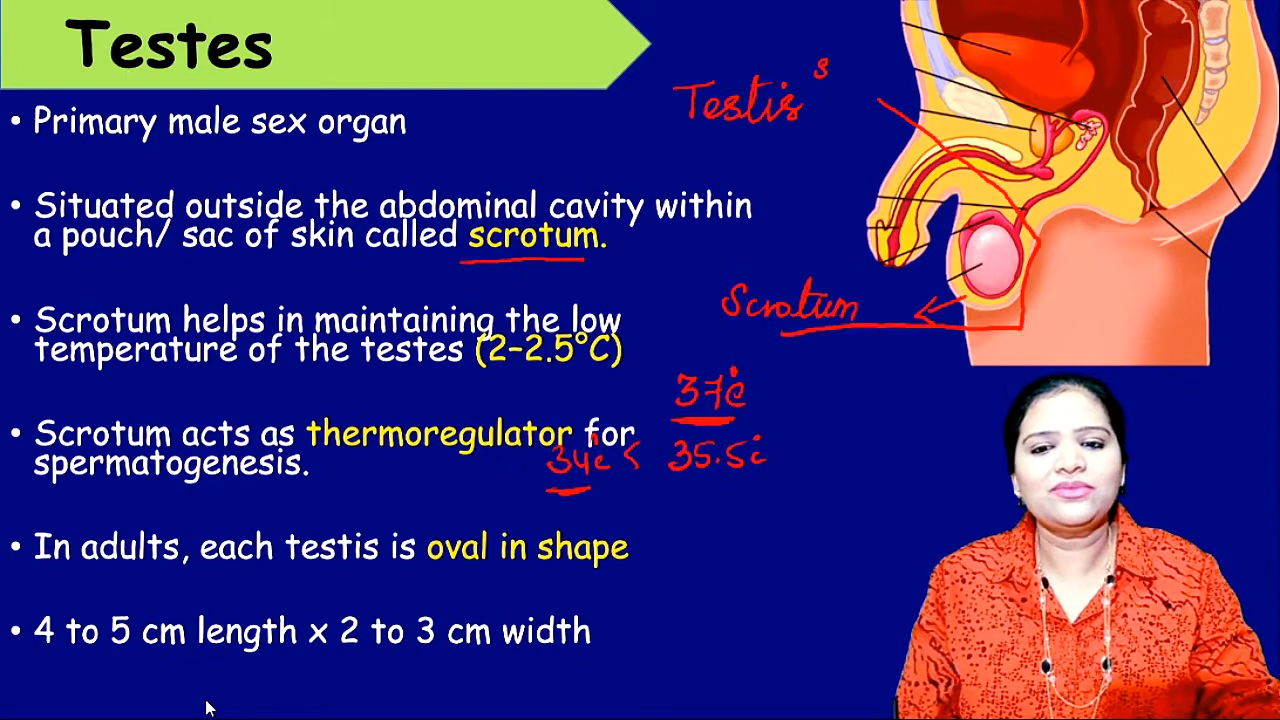 Testes
• Primary male sex organ
• Situated outside the abdominal cavity within
a pouch/ sac of skin called scrotum.
• Scrotum helps in maintaining the low
temperature of the testes (2–2.5°C)
• Scrotum acts as thermoregulator for
spermatogenesis.
• In adults, each testis is oval in shape
• 4 to 5 cm length x 2 to 3 cm width
Testis s
Scrotum
37°c
34°c < 35.5°c